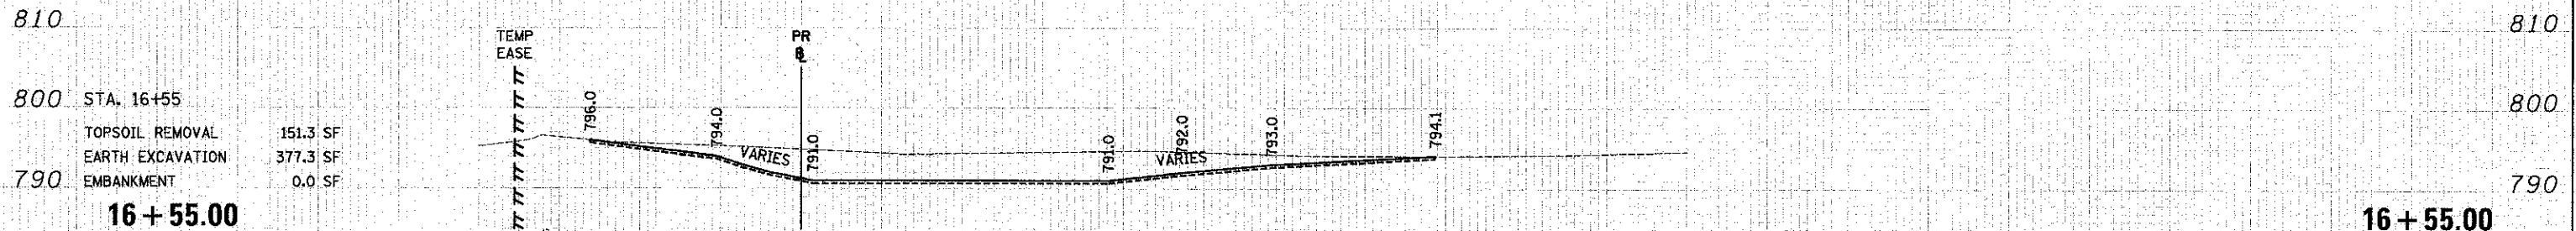 810
810
TEMP
EASE
PR
800
STA. 16+55
796.0
794.0
791.0
791.0
792.0
793.0
794.1
800
TOPSOIL REMOVAL 151.3 SF
EARTH EXCAVATION 377.3 SF
VARIES
VARIES
790
EMBANKMENT 0.0 SF
790
16+55.00
16+55.00